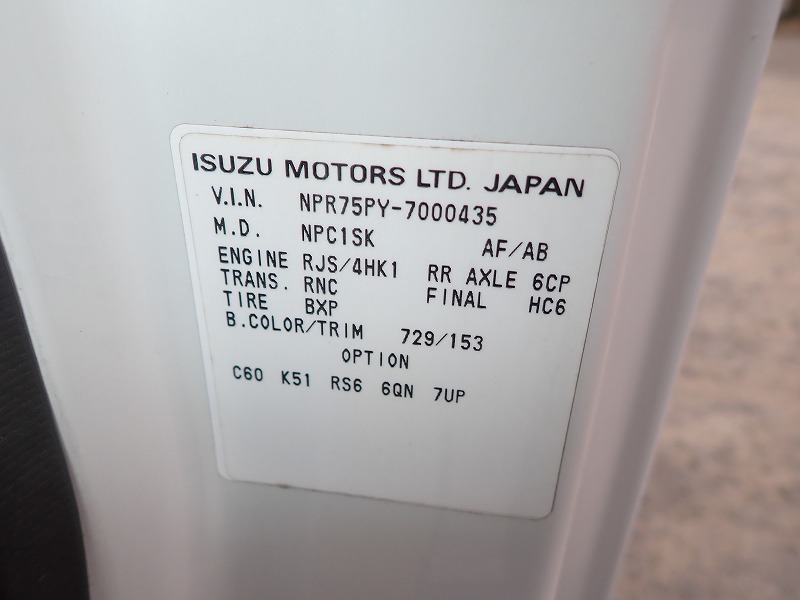 ISUZU MOTORS LTD. JAPAN
V.I.N. NPR75PY-7000435
M.D. NPC1SK AF/AB
ENGINE RJS/4HK1 RR AXLE 6CP
TRANS. RNC FINAL HC6
TIRE BXP
B.COLOR/TRIM 729/153
OPTION
C60 K51 RS6 6QN 7UP